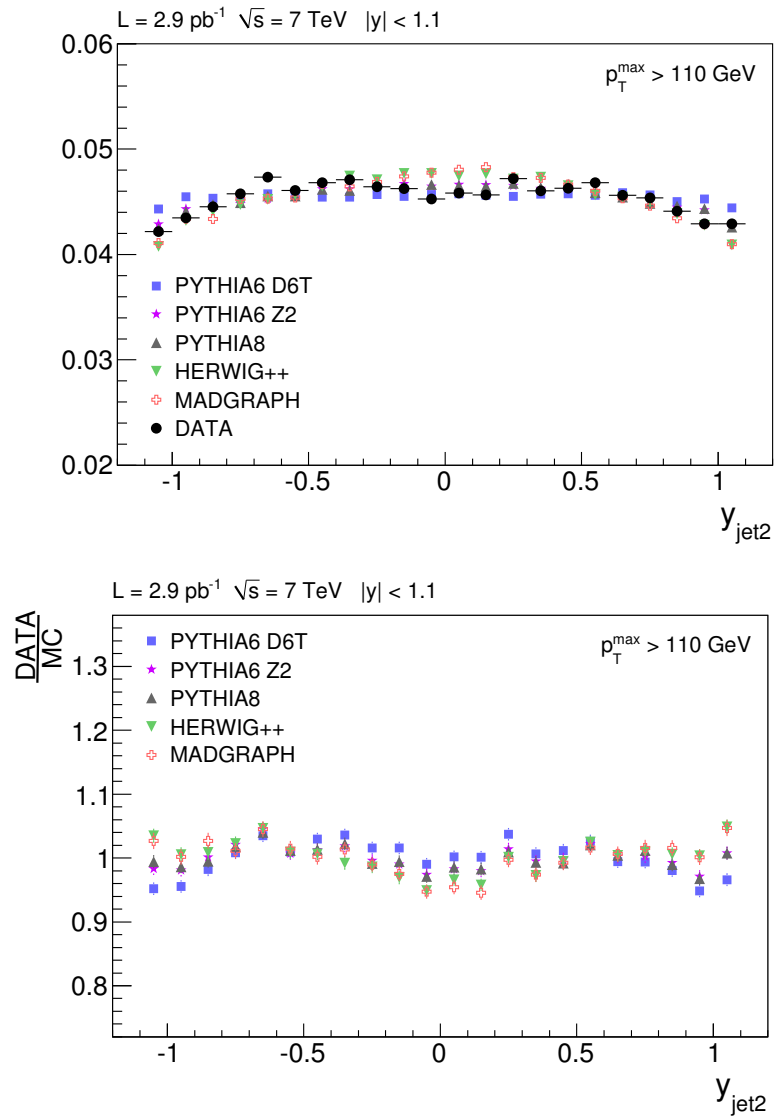 L = 2.9 pb⁻¹ √s = 7 TeV |y| < 1.1
0.06
p_T^max > 110 GeV
0.05
0.04
PYTHIA6 D6T
PYTHIA6 Z2
PYTHIA8
0.03
HERWIG++
MADGRAPH
DATA
0.02
-1 -0.5 0 0.5 1
y_jet2
L = 2.9 pb⁻¹ √s = 7 TeV |y| < 1.1
DATA
MC
PYTHIA6 D6T
p_T^max > 110 GeV
1.3
PYTHIA6 Z2
PYTHIA8
1.2
HERWIG++
MADGRAPH
1.1
1
0.9
0.8
-1 -0.5 0 0.5 1
y_jet2